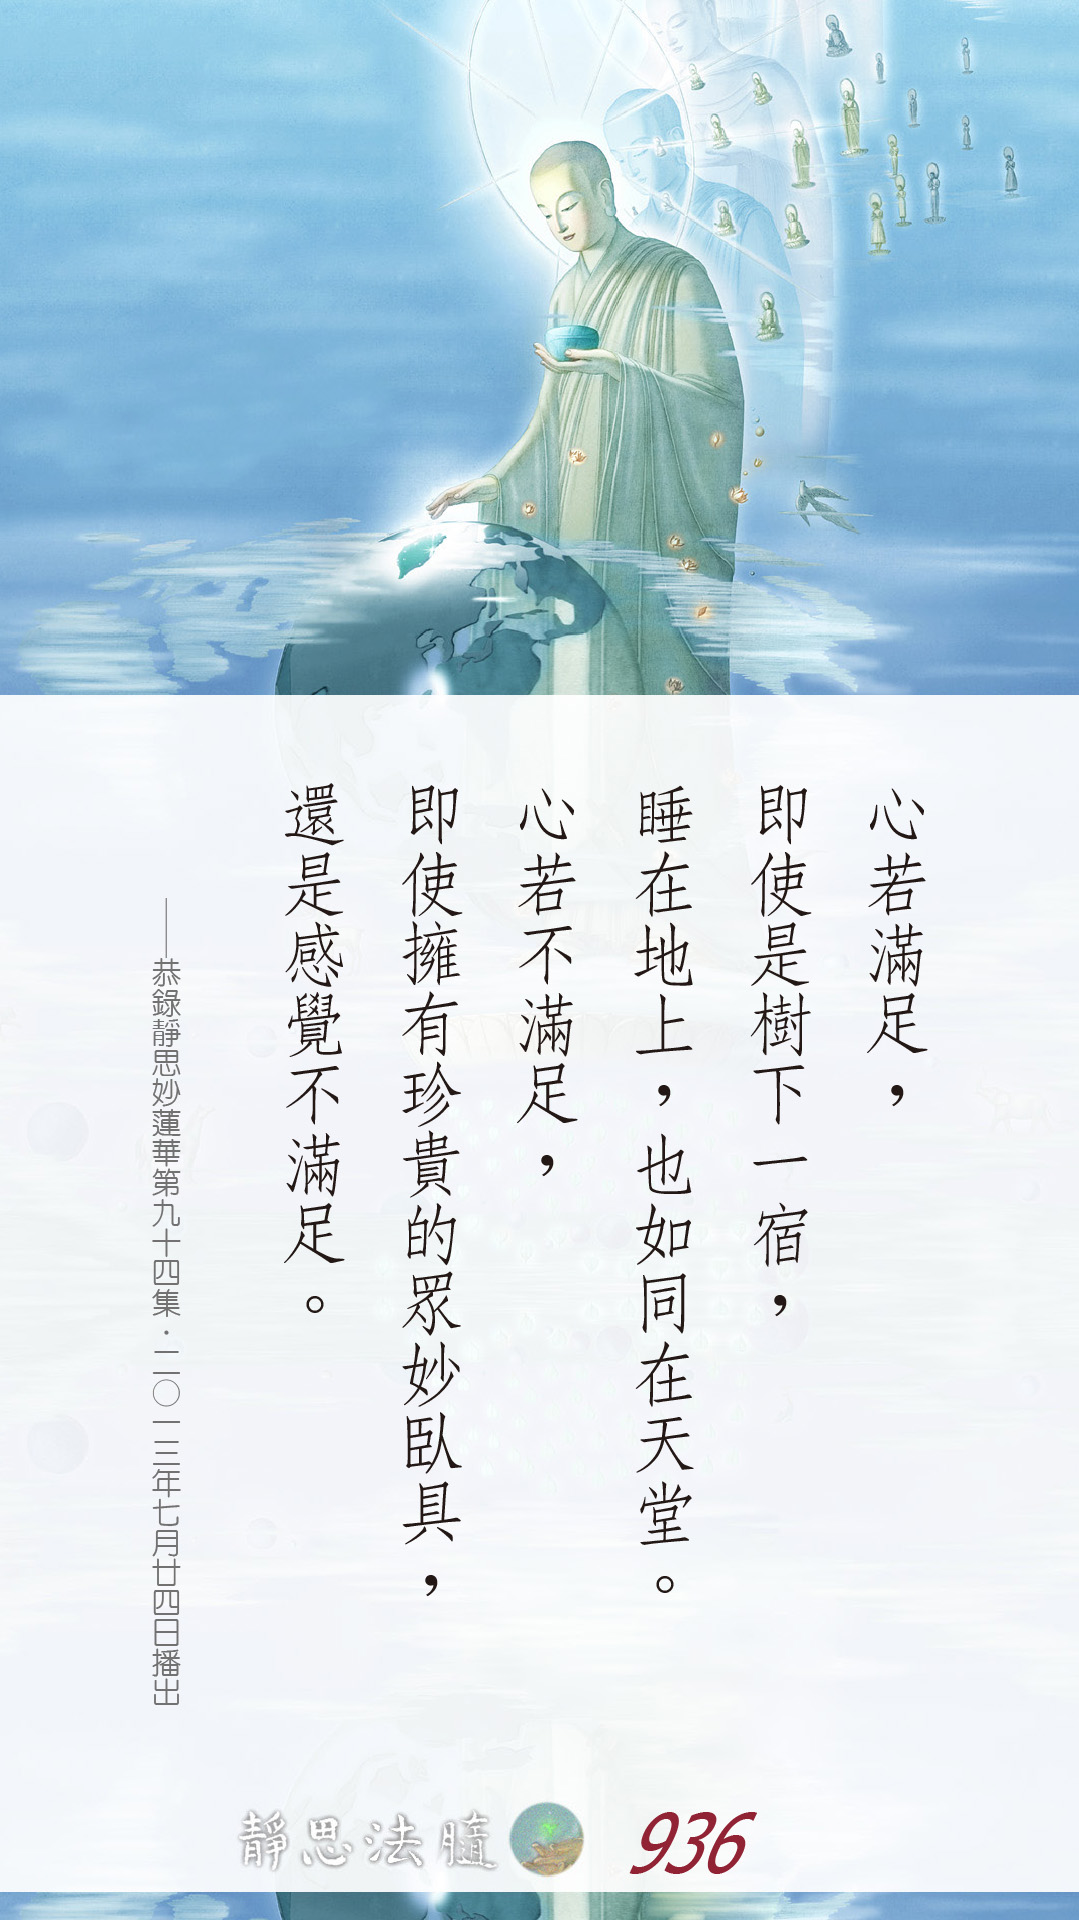 心若滿足，
即使是樹下一宿，
睡在地上，也如同在天堂。
心若不滿足，
即使擁有珍貴的眾妙臥具，
還是感覺不滿足。
——恭錄靜思妙蓮華第九十四集．二〇一三年七月廿四日播出
靜思法髓 936